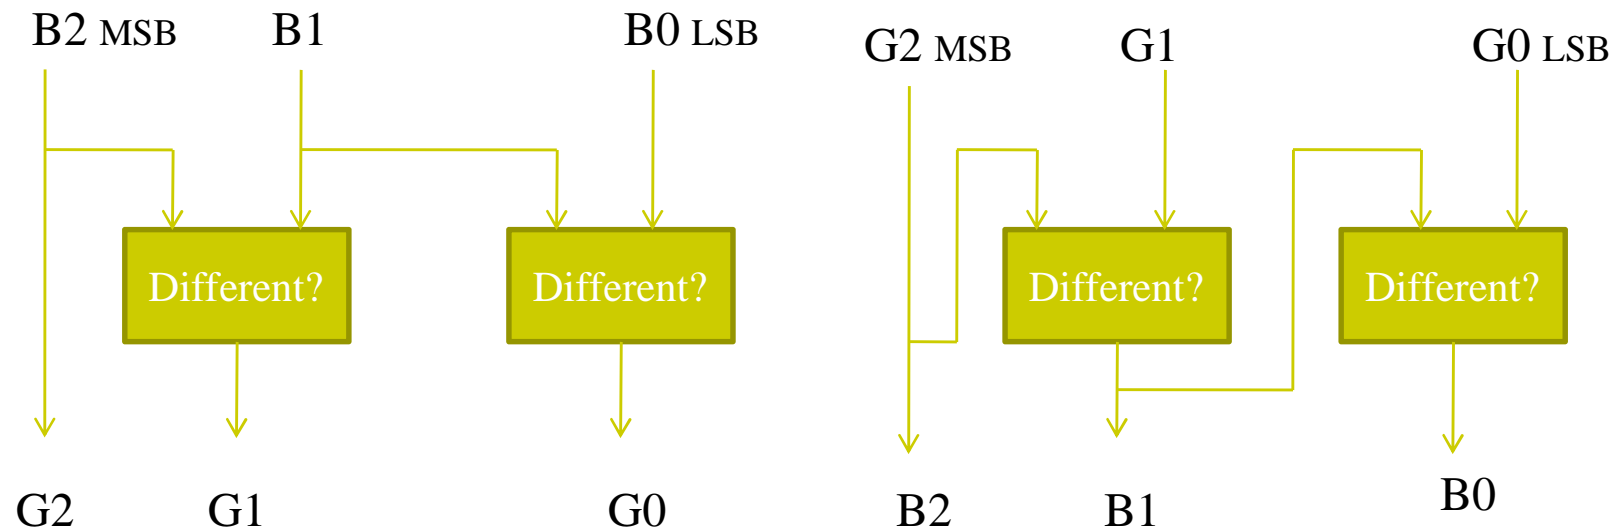 B2 MSB B1 B0 LSB
Different? Different?
G2 G1 G0
G2 MSB G1 G0 LSB
Different? Different?
B2 B1 B0